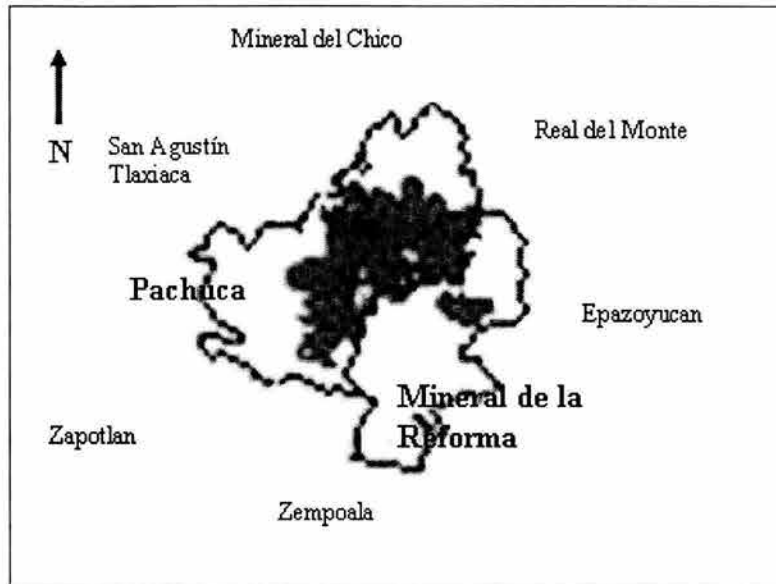 Mineral del Chico
Real del Monte
N
San Agustín
Tlaxiaca
Pachuca
Epazoyucan
Mineral de la
Reforma
Zapotlan
Zempoala